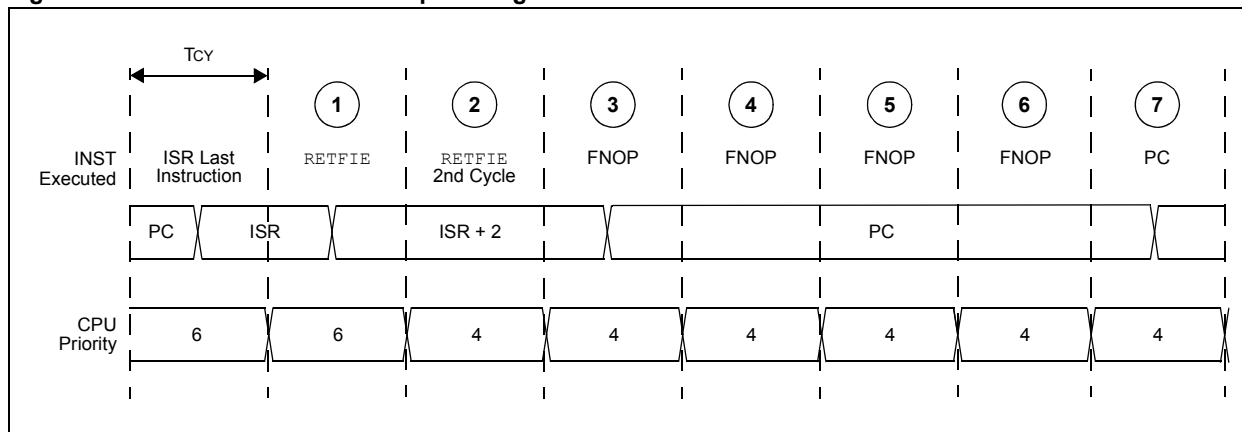 TCY
1 2 3 4 5 6 7
INST ISR Last RETFIE RETFIE FNOP FNOP FNOP FNOP PC
Executed Instruction 2nd Cycle
PC ISR ISR + 2 PC
CPU
Priority 6 6 4 4 4 4 4 4